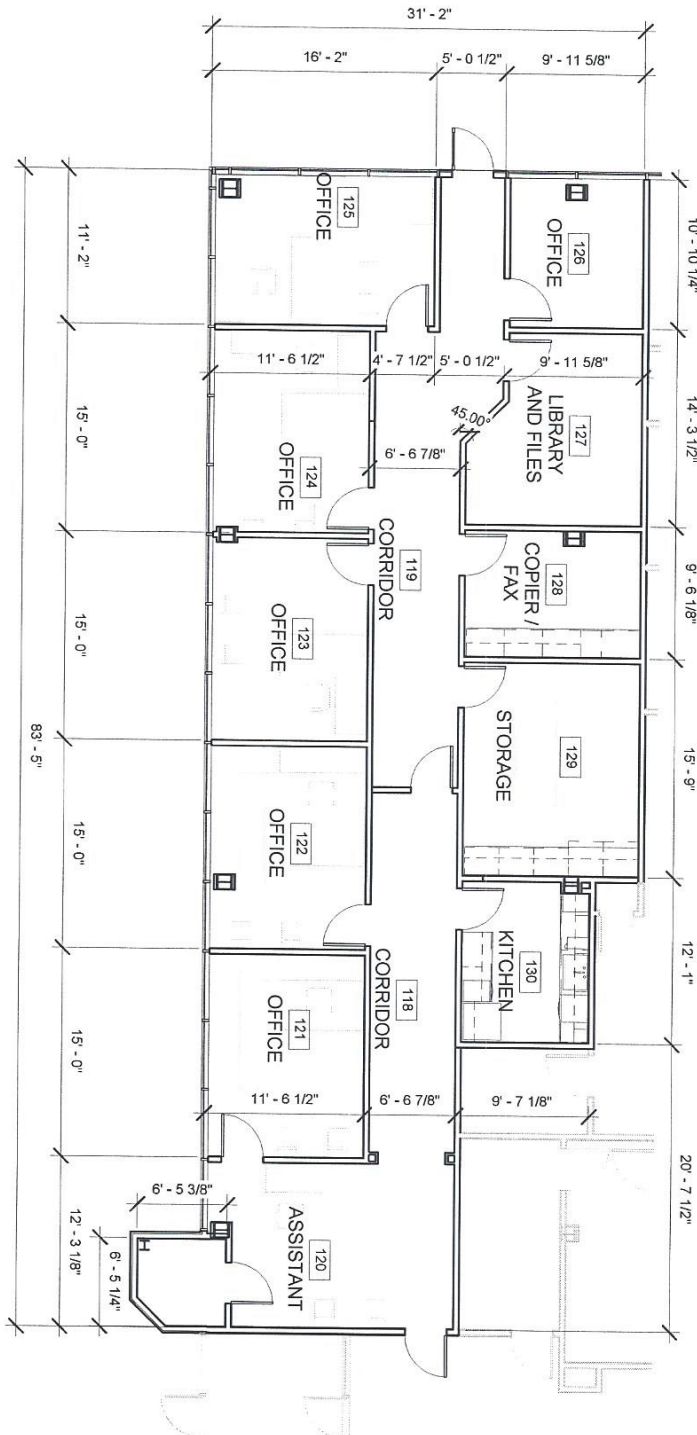 31' - 2"
16' - 2"
5' - 0 1/2"
9' - 11 5/8"
125
OFFICE
126
OFFICE
10' - 10 1/4"
11' - 2"
11' - 6 1/2"
4' - 7 1/2"
5' - 0 1/2"
9' - 11 5/8"
45.00°
127
LIBRARY
AND FILES
14' - 3 1/2"
6' - 6 7/8"
124
OFFICE
15' - 0"
119
CORRIDOR
128
COPIER /
FAX
9' - 6 1/8"
123
OFFICE
15' - 0"
129
STORAGE
15' - 9"
83' - 5"
122
OFFICE
15' - 0"
118
CORRIDOR
130
KITCHEN
12' - 1"
121
OFFICE
15' - 0"
11' - 6 1/2"
6' - 6 7/8"
9' - 7 1/8"
20' - 7 1/2"
6' - 5 3/8"
120
ASSISTANT
12' - 3 1/8"
6' - 5 1/4"